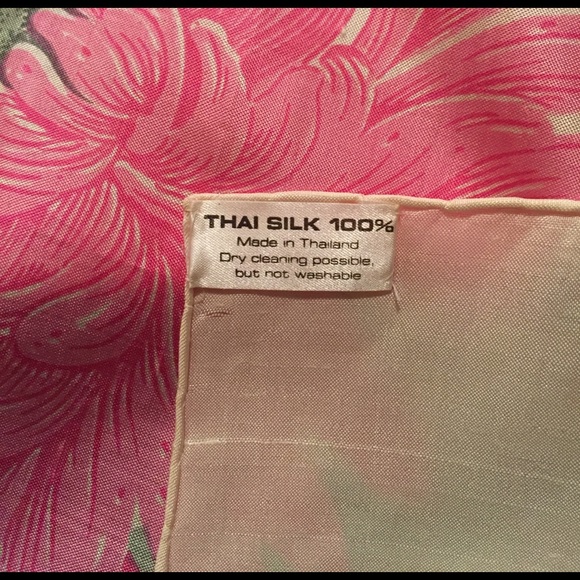 THAI SILK 100%
Made in Thailand
Dry cleaning possible,
but not washable